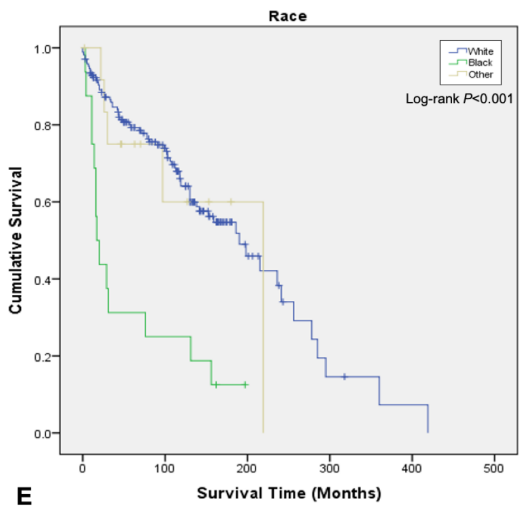 Race
White
Black
Other
Log-rank P<0.001
Cumulative Survival
1.0
0.8
0.6
0.4
0.2
0.0
0 100 200 300 400 500
Survival Time (Months)
E